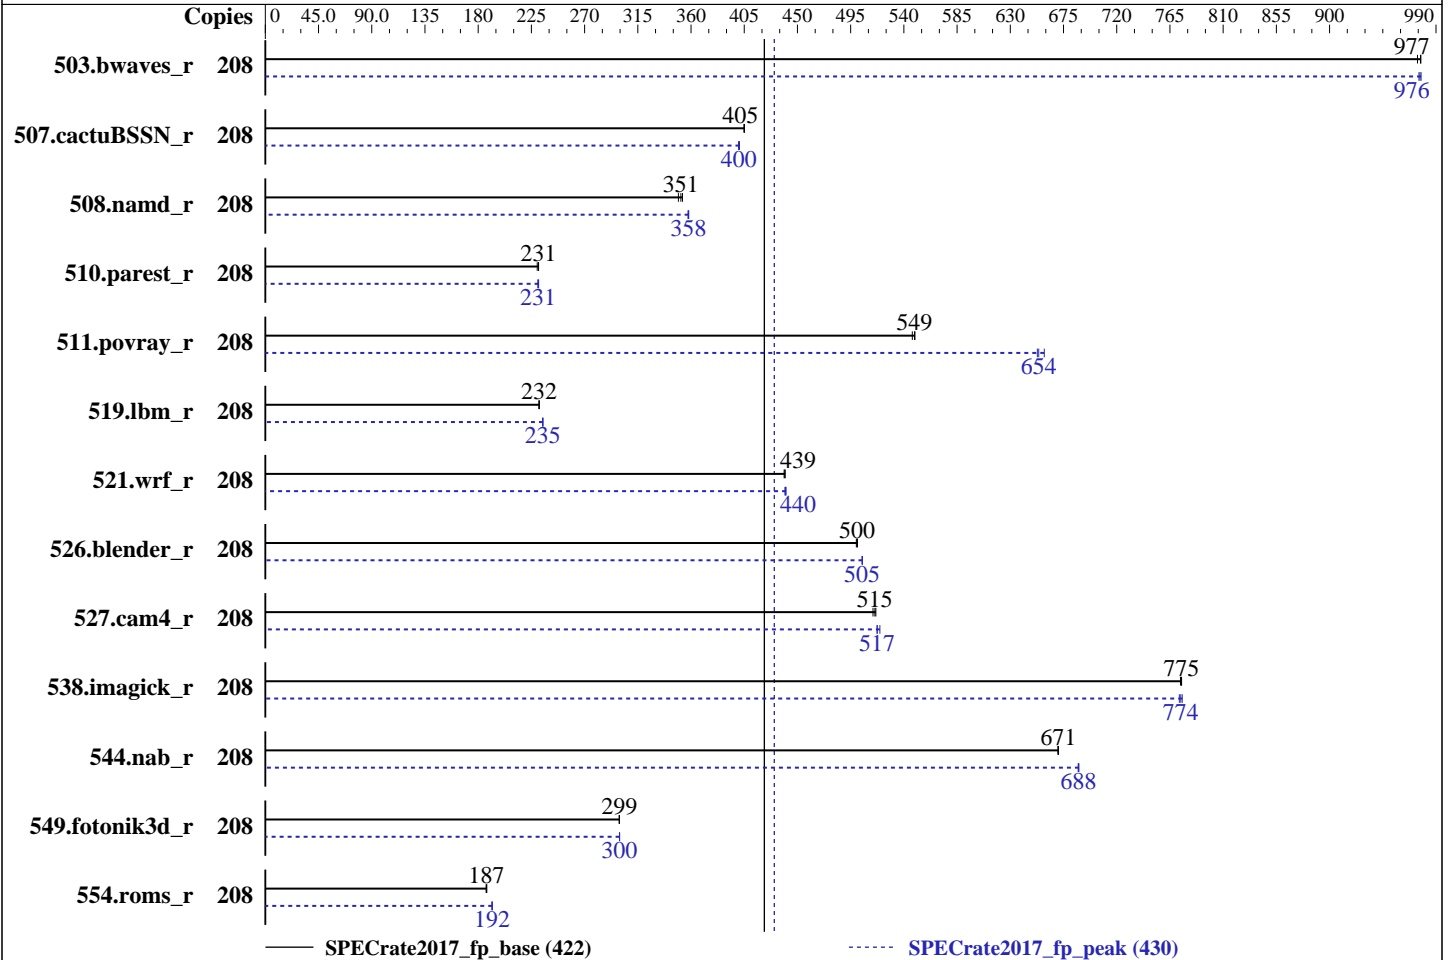 Copies 0 45.0 90.0 135 180 225 270 315 360 405 450 495 540 585 630 675 720 765 810 855 900 990
977
503.bwaves_r 208
976
405
507.cactuBSSN_r 208
400
351
508.namd_r 208
358
231
510.parest_r 208
231
549
511.povray_r 208
654
232
519.lbm_r 208
235
439
521.wrf_r 208
440
500
526.blender_r 208
505
515
527.cam4_r 208
517
775
538.imagick_r 208
774
671
544.nab_r 208
688
299
549.fotonik3d_r 208
300
187
554.roms_r 208
192
SPECrate2017_fp_base (422) SPECrate2017_fp_peak (430)